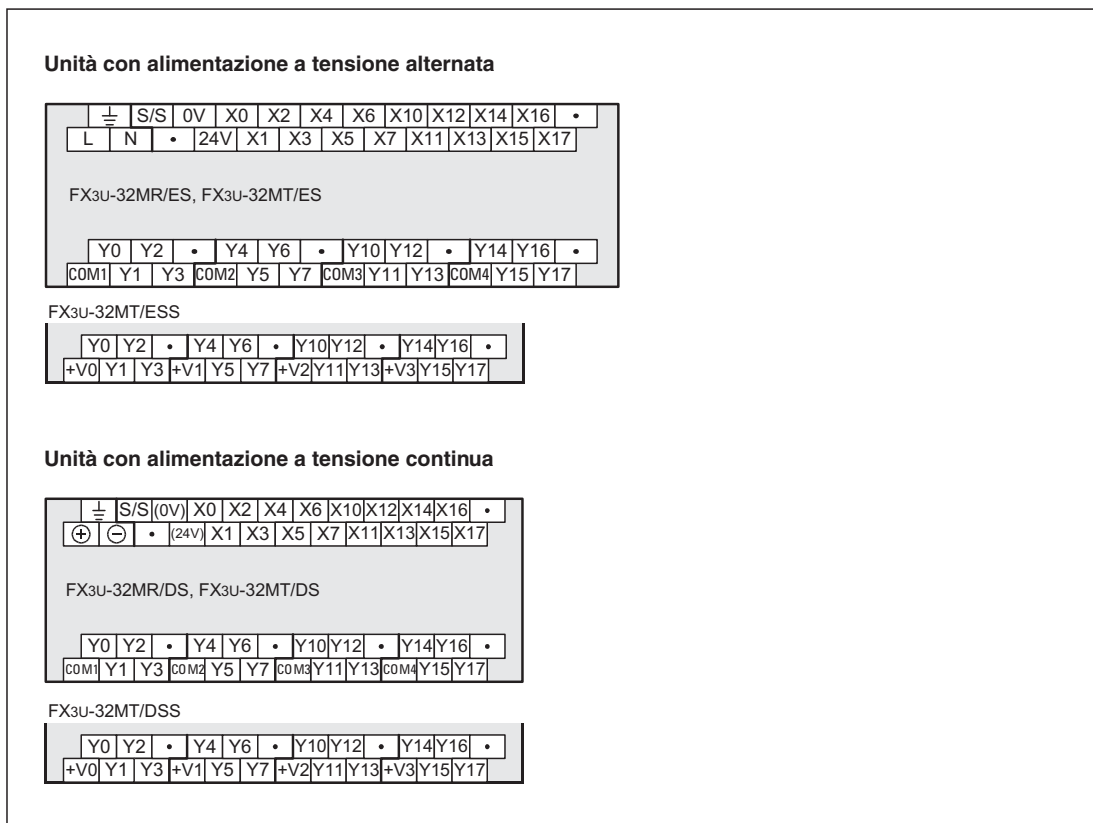 Unità con alimentazione a tensione alternata
⏚ S/S 0V X0 X2 X4 X6 X10 X12 X14 X16 •
L N • 24V X1 X3 X5 X7 X11 X13 X15 X17
FX3U-32MR/ES, FX3U-32MT/ES
Y0 Y2 • Y4 Y6 • Y10 Y12 • Y14 Y16 •
COM1 Y1 Y3 COM2 Y5 Y7 COM3 Y11 Y13 COM4 Y15 Y17
FX3U-32MT/ESS
Y0 Y2 • Y4 Y6 • Y10 Y12 • Y14 Y16 •
+V0 Y1 Y3 +V1 Y5 Y7 +V2 Y11 Y13 +V3 Y15 Y17
Unità con alimentazione a tensione continua
⏚ S/S (0V) X0 X2 X4 X6 X10 X12 X14 X16 •
⊕ ⊖ • (24V) X1 X3 X5 X7 X11 X13 X15 X17
FX3U-32MR/DS, FX3U-32MT/DS
Y0 Y2 • Y4 Y6 • Y10 Y12 • Y14 Y16 •
COM1 Y1 Y3 COM2 Y5 Y7 COM3 Y11 Y13 COM4 Y15 Y17
FX3U-32MT/DSS
Y0 Y2 • Y4 Y6 • Y10 Y12 • Y14 Y16 •
+V0 Y1 Y3 +V1 Y5 Y7 +V2 Y11 Y13 +V3 Y15 Y17